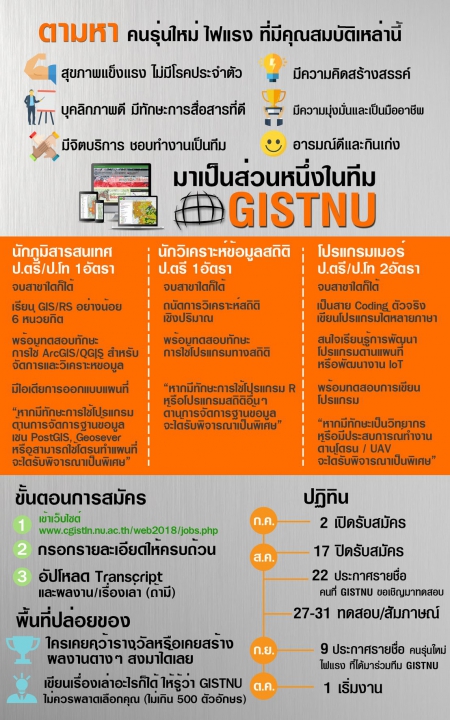 ตามหา คนรุ่นใหม่ ไฟแรง ที่มีคุณสมบัติเหล่านี้
สุขภาพแข็งแรง ไม่มีโรคประจำตัว
มีความคิดสร้างสรรค์
บุคลิกภาพดี มีทักษะการสื่อสารที่ดี
มีความมุ่งมั่นและเป็นมืออาชีพ
มีจิตบริการ ชอบทำงานเป็นทีม
อารมณ์ดีและกินเก่ง
มาเป็นส่วนหนึ่งในทีม
GISTNU
นักภูมิสารสนเทศ
ป.ตรี/ป.โท 1อัตรา
จบสาขาใดก็ได้
เรียน GIS/RS อย่างน้อย
6 หน่วยกิต
พร้อมทดสอบทักษะ
การใช้ ArcGIS/QGIS สำหรับ
จัดการและวิเคราะห์ข้อมูล
มีไอเดียการออกแบบแผนที่
“หากมีทักษะการใช้โปรแกรม
ด้านการจัดการฐานข้อมูล
เช่น PostGIS, Geosever
หรือสามารถใช้โดรนทำแผนที่
จะได้รับพิจารณาเป็นพิเศษ”
นักวิเคราะห์ข้อมูลสถิติ
ป.ตรี 1อัตรา
จบสาขาใดก็ได้
ถนัดการวิเคราะห์สถิติ
เชิงปริมาณ
พร้อมทดสอบทักษะ
การใช้โปรแกรมทางสถิติ
“หากมีทักษะการใช้โปรแกรม R
หรือโปรแกรมสถิติอื่นๆ
ด้านการจัดการฐานข้อมูล
จะได้รับพิจารณาเป็นพิเศษ”
โปรแกรมเมอร์
ป.ตรี/ป.โท 2อัตรา
จบสาขาใดก็ได้
เป็นสาย Coding ตัวจริง
เขียนโปรแกรมได้หลายภาษา
สนใจเรียนรู้การพัฒนา
โปรแกรมด้านแผนที่
หรือพัฒนางาน IoT
พร้อมทดสอบการเขียน
โปรแกรม
“หากมีทักษะเป็นวิทยากร
หรือมีประสบการณ์ทำงาน
ด้านโดรน / UAV
จะได้รับพิจารณาเป็นพิเศษ”
ขั้นตอนการสมัคร
1 เข้าเว็บไซต์
www.cgistln.nu.ac.th/web2018/jobs.php
2 กรอกรายละเอียดให้ครบถ้วน
3 อัปโหลด Transcript
และผลงาน/เรื่องเล่า (ถ้ามี)
พื้นที่ปล่อยของ
ใครเคยคว้ารางวัลหรือเคยสร้าง
ผลงานต่างๆ ส่งมาได้เลย
เขียนเรื่องเล่าอะไรก็ได้ ให้รู้ว่า GISTNU
ไม่ควรพลาดเลือกคุณ (ไม่เกิน 500 ตัวอักษร)
ปฏิทิน
ก.ค. 2 เปิดรับสมัคร
ส.ค. 17 ปิดรับสมัคร
22 ประกาศรายชื่อ
คนที่ GISTNU ขอเชิญมาทดสอบ
27-31 ทดสอบ/สัมภาษณ์
ก.ย. 9 ประกาศรายชื่อ คนรุ่นใหม่
ไฟแรง ที่ได้มาร่วมทีม GISTNU
ต.ค. 1 เริ่มงาน